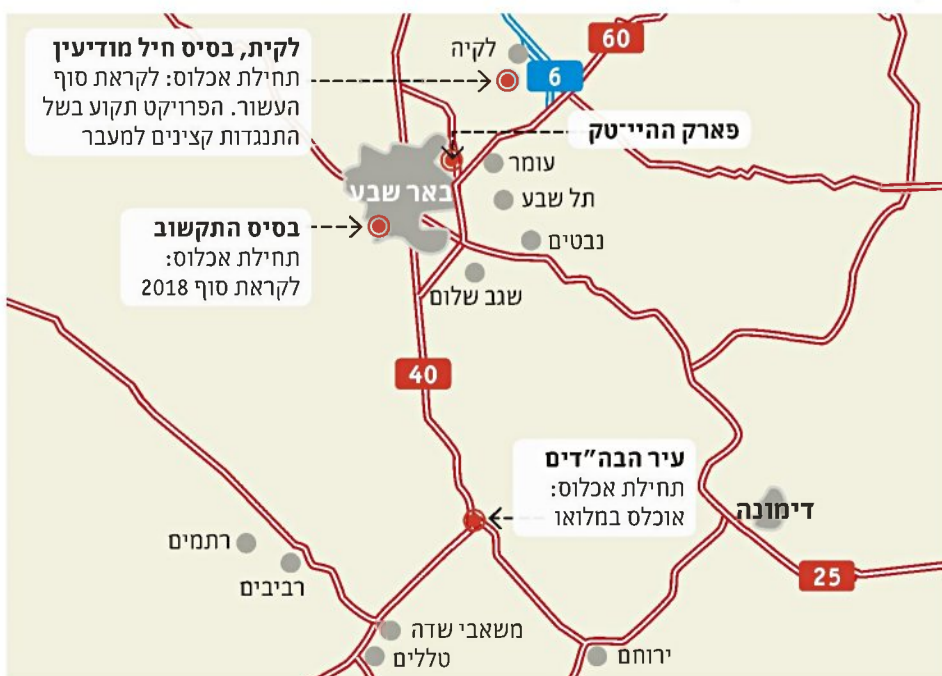 לקית, בסיס חיל מודיעין
תחילת אכלוס: לקראת סוף
העשור. הפרויקט תקוע בשל
התנגדות קצינים למעבר
לקיה
60
6
פארק ההיי־טק
עומר
באר שבע
תל שבע
בסיס התקשוב
תחילת אכלוס:
לקראת סוף 2018
נבטים
שגב שלום
40
עיר הבה"דים
תחילת אכלוס:
אוכלס במלואו
דימונה
רתמים
רביבים
25
משאבי שדה
טללים
ירוחם